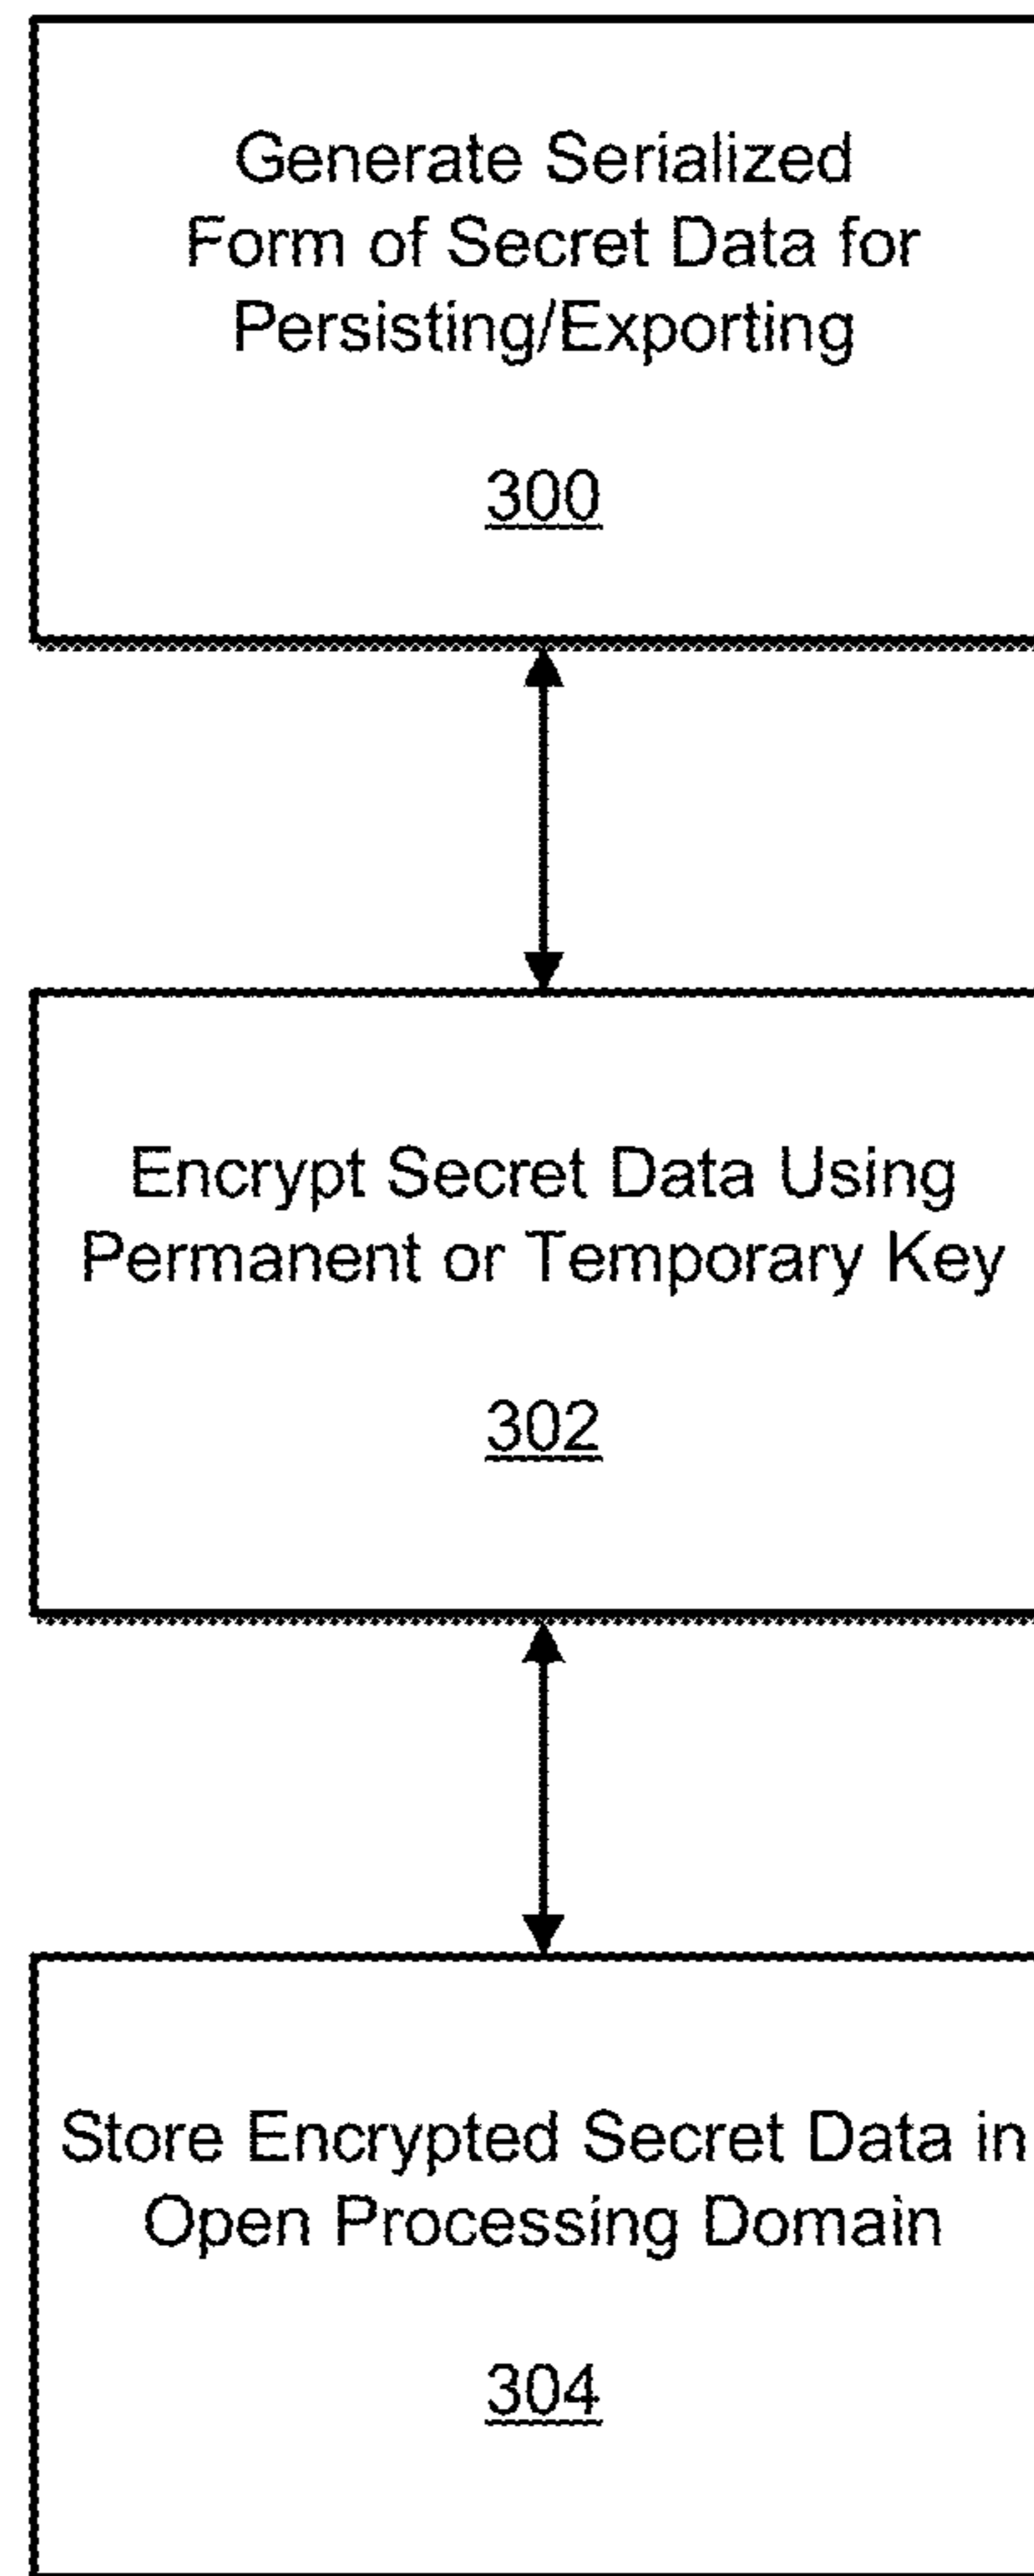 Generate Serialized
Form of Secret Data for
Persisting/Exporting
300
Encrypt Secret Data Using
Permanent or Temporary Key
302
Store Encrypted Secret Data in
Open Processing Domain
304